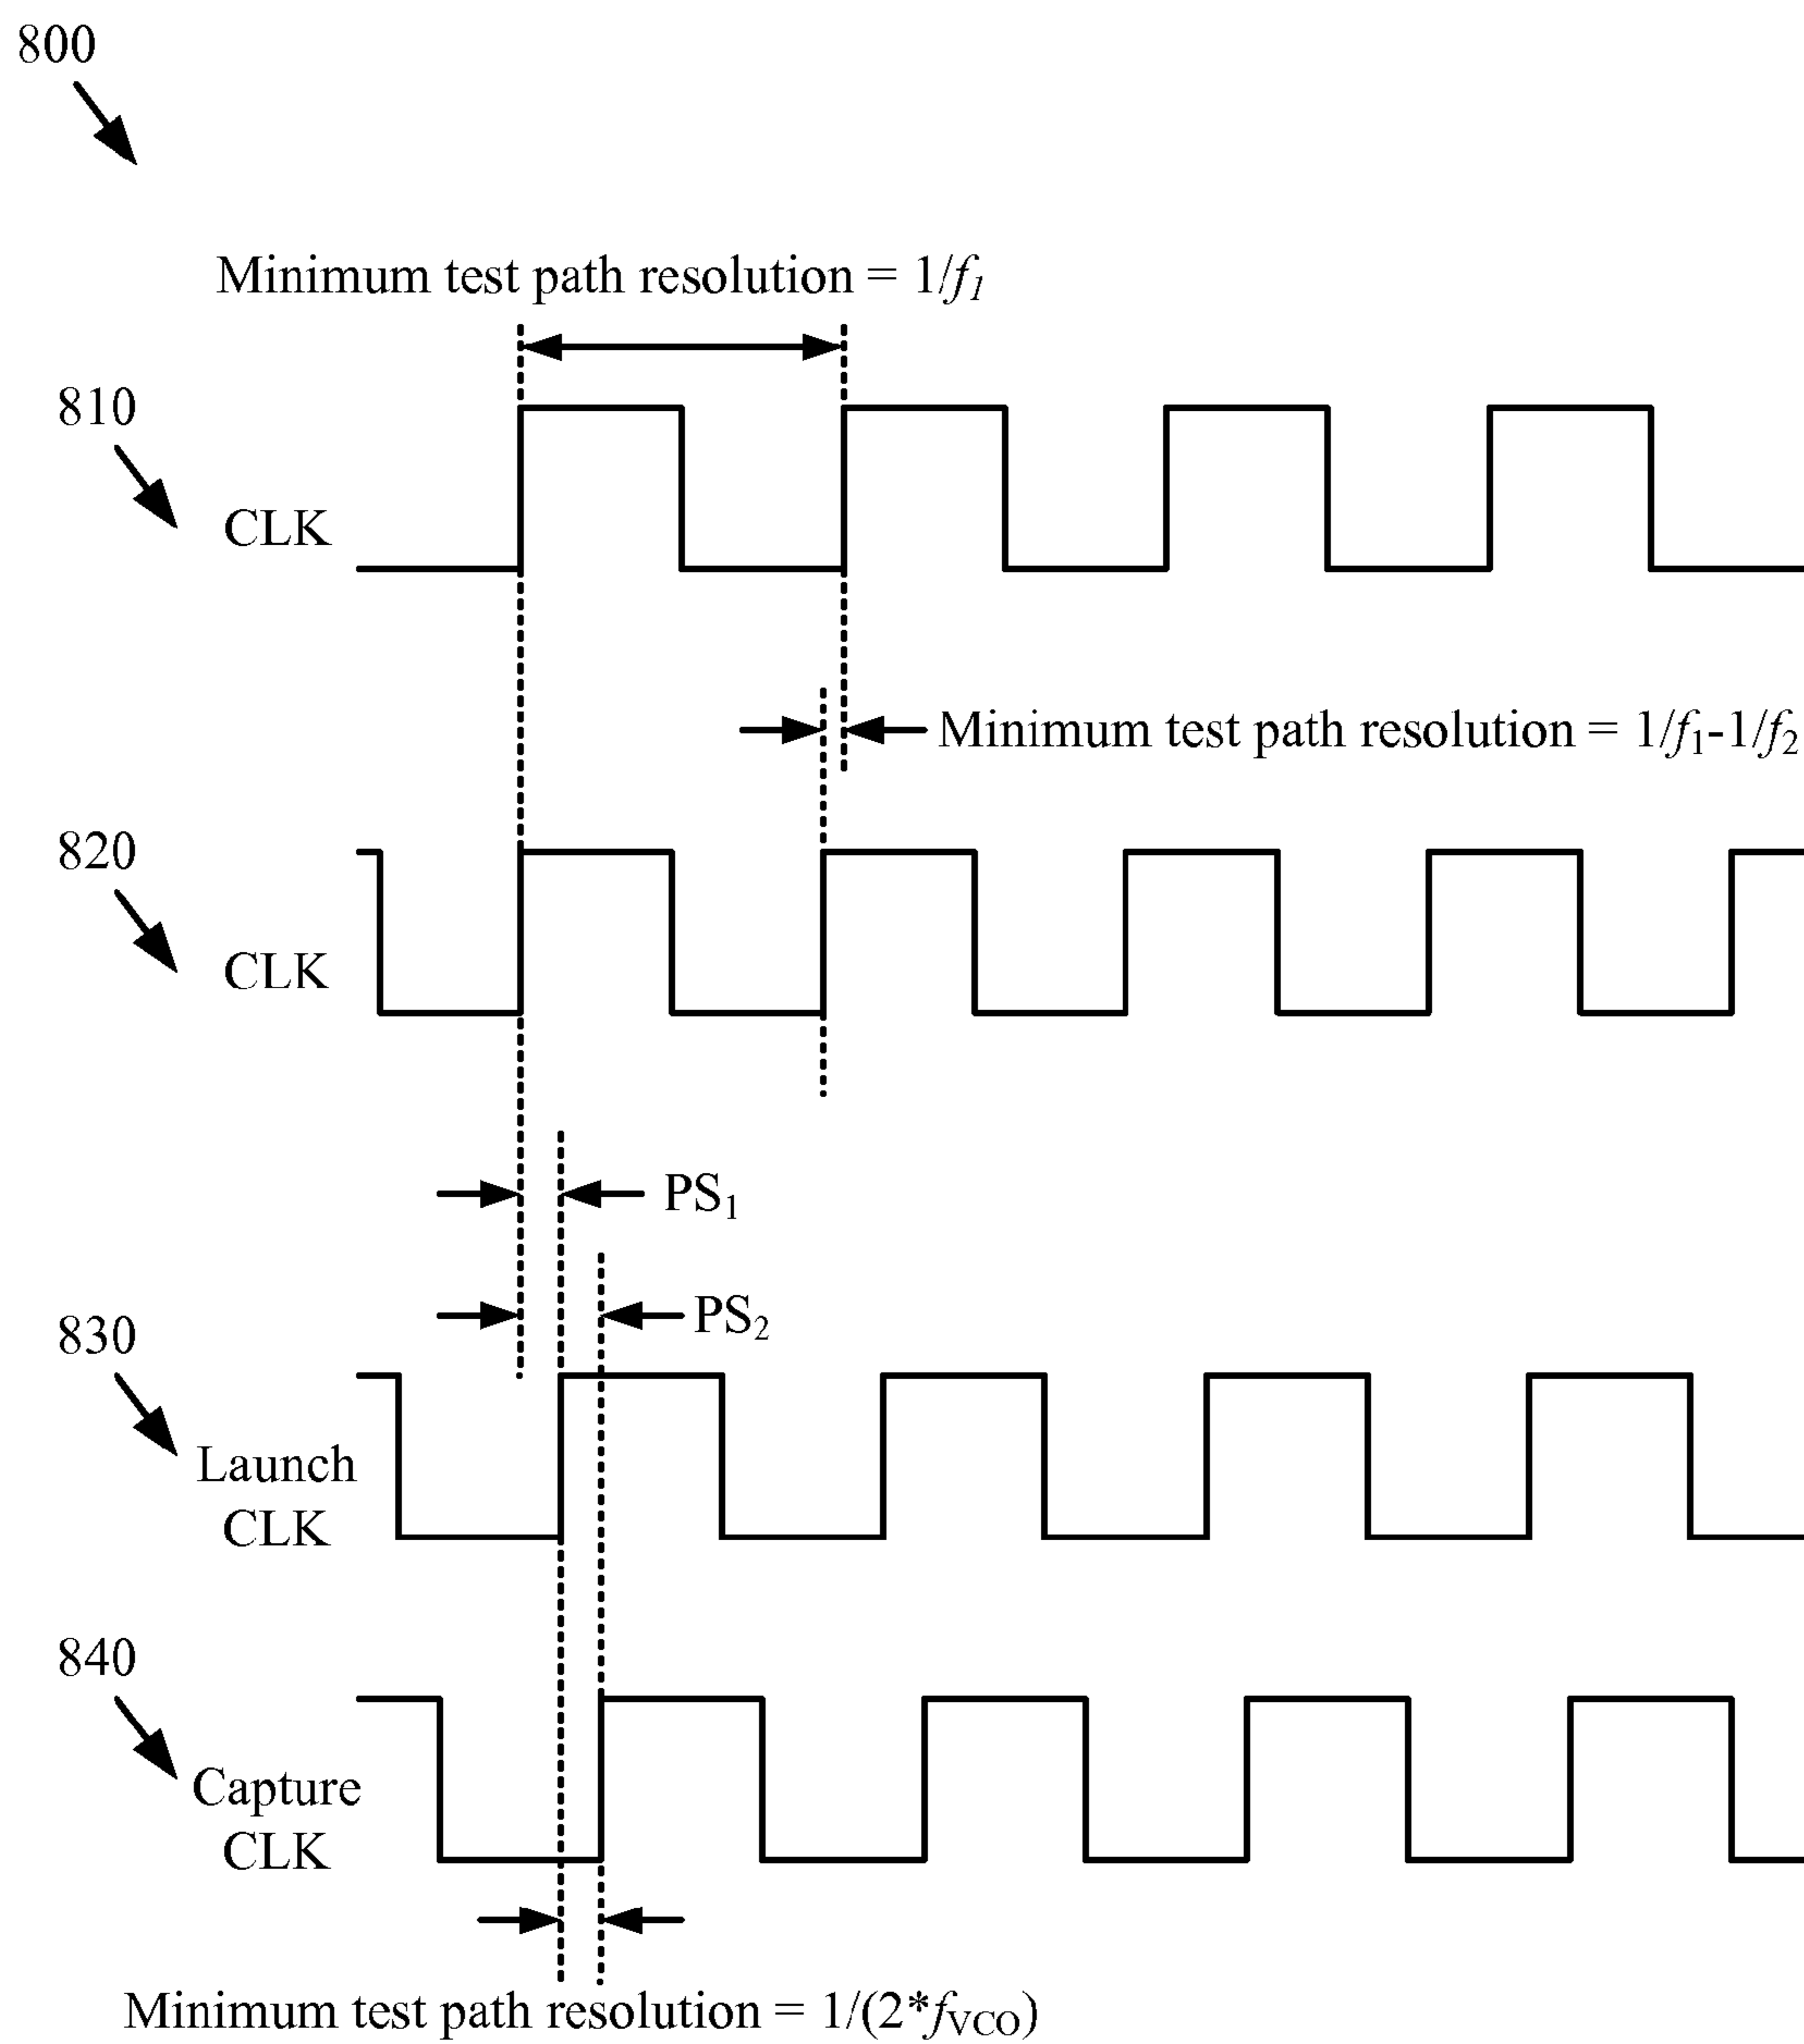 800
Minimum test path resolution = 1/f₁
810
CLK
Minimum test path resolution = 1/f₁-1/f₂
820
CLK
PS₁
PS₂
830
Launch
CLK
840
Capture
CLK
Minimum test path resolution = 1/(2*f_VCO)